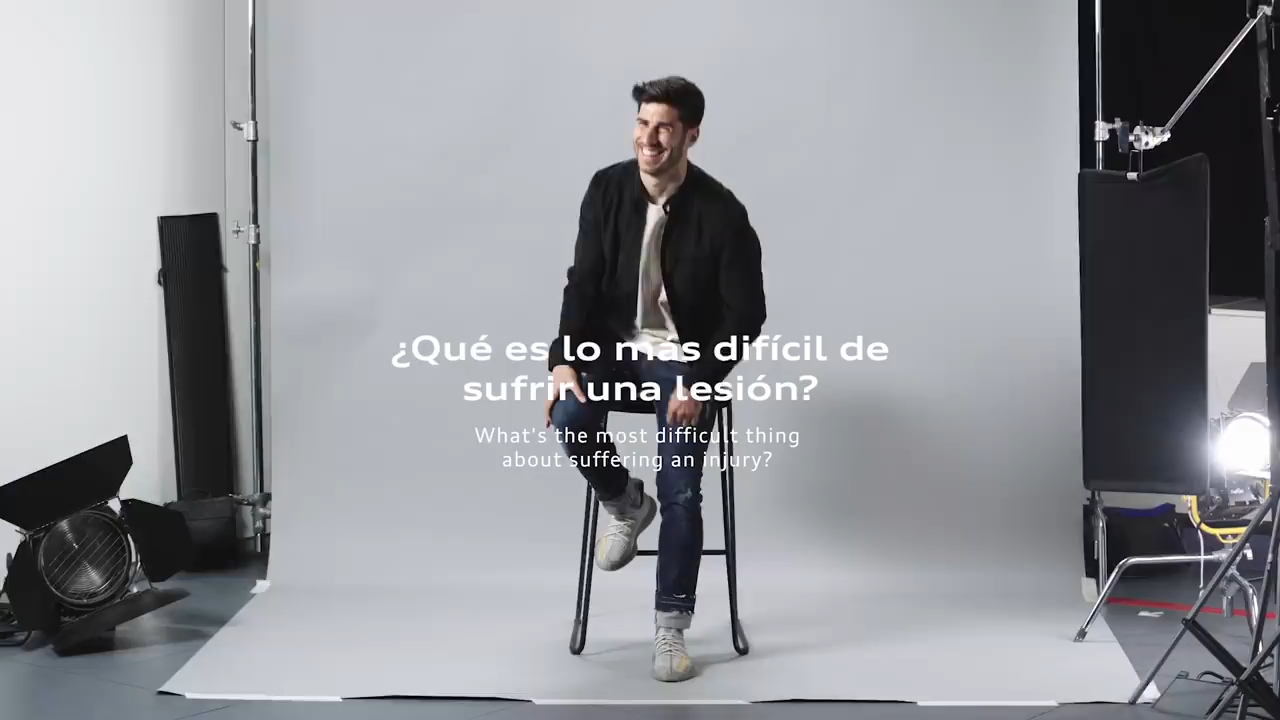 ¿Qué es lo más difícil de
sufrir una lesión?
What's the most difficult thing
about suffering an injury?